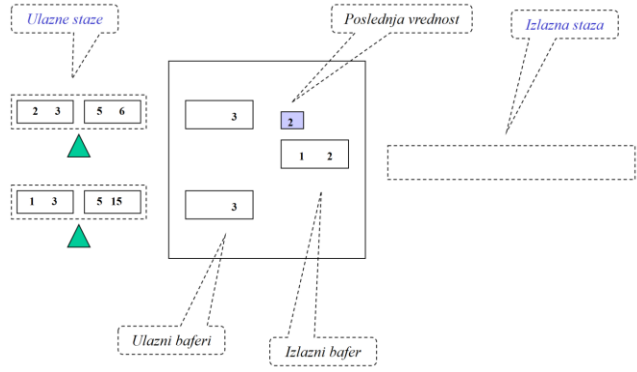 Ulazne staze
Poslednja vrednost
Izlazna staza
2 3 5 6
3
2
1 2
1 3 5 15
3
Ulazni baferi
Izlazni bafer